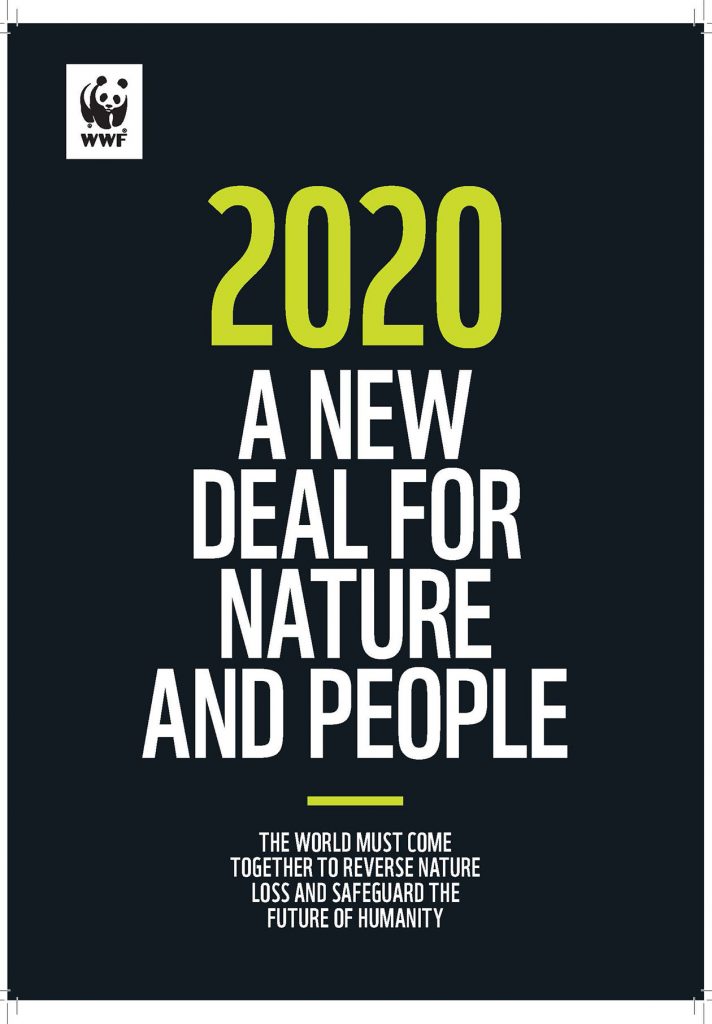 WWF
2020
A NEW
DEAL FOR
NATURE
AND PEOPLE
THE WORLD MUST COME
TOGETHER TO REVERSE NATURE
LOSS AND SAFEGUARD THE
FUTURE OF HUMANITY